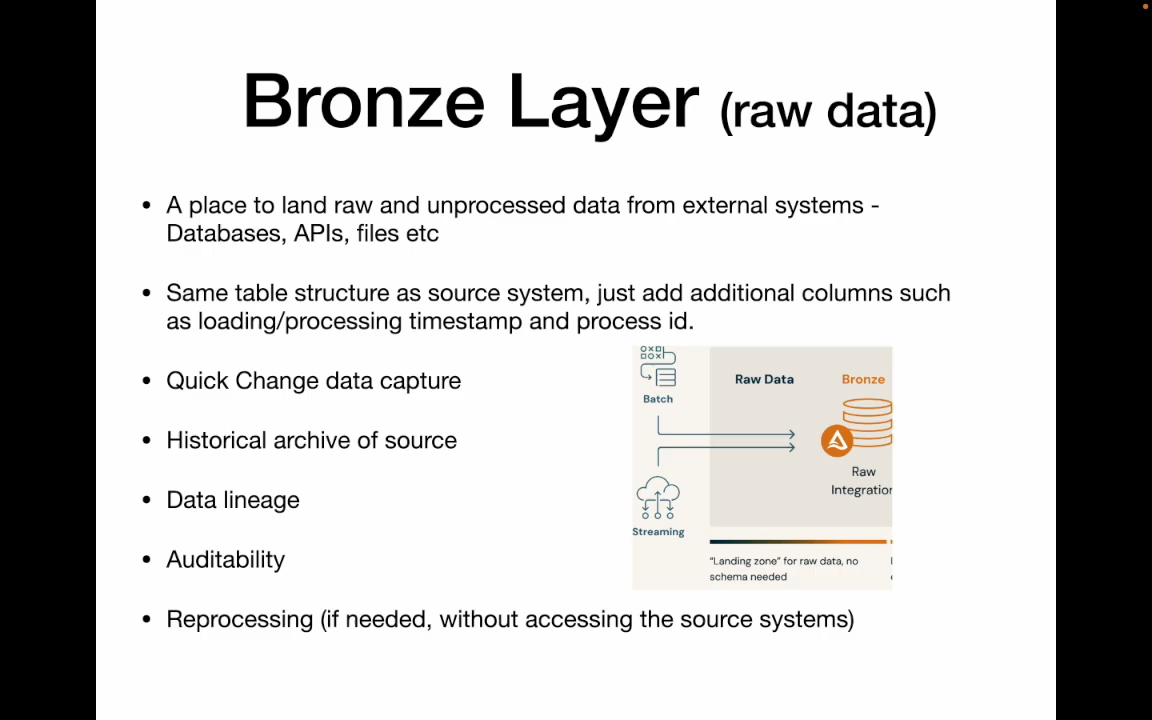 Bronze Layer (raw data)
• A place to land raw and unprocessed data from external systems -
Databases, APIs, files etc
• Same table structure as source system, just add additional columns such
as loading/processing timestamp and process id.
• Quick Change data capture
• Historical archive of source
• Data lineage
• Auditability
• Reprocessing (if needed, without accessing the source systems)
Batch
Raw Data
Bronze
Raw
Integration
Streaming
“Landing zone” for raw data, no
schema needed